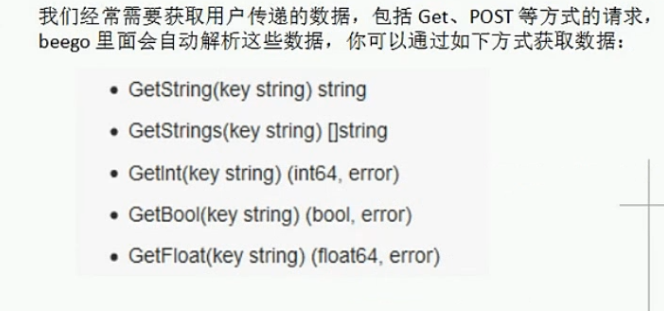 我们经常需要获取用户传递的数据，包括 Get、POST 等方式的请求，
beego 里面会自动解析这些数据，你可以通过如下方式获取数据：
• GetString(key string) string
• GetStrings(key string) []string
• GetInt(key string) (int64, error)
• GetBool(key string) (bool, error)
• GetFloat(key string) (float64, error)